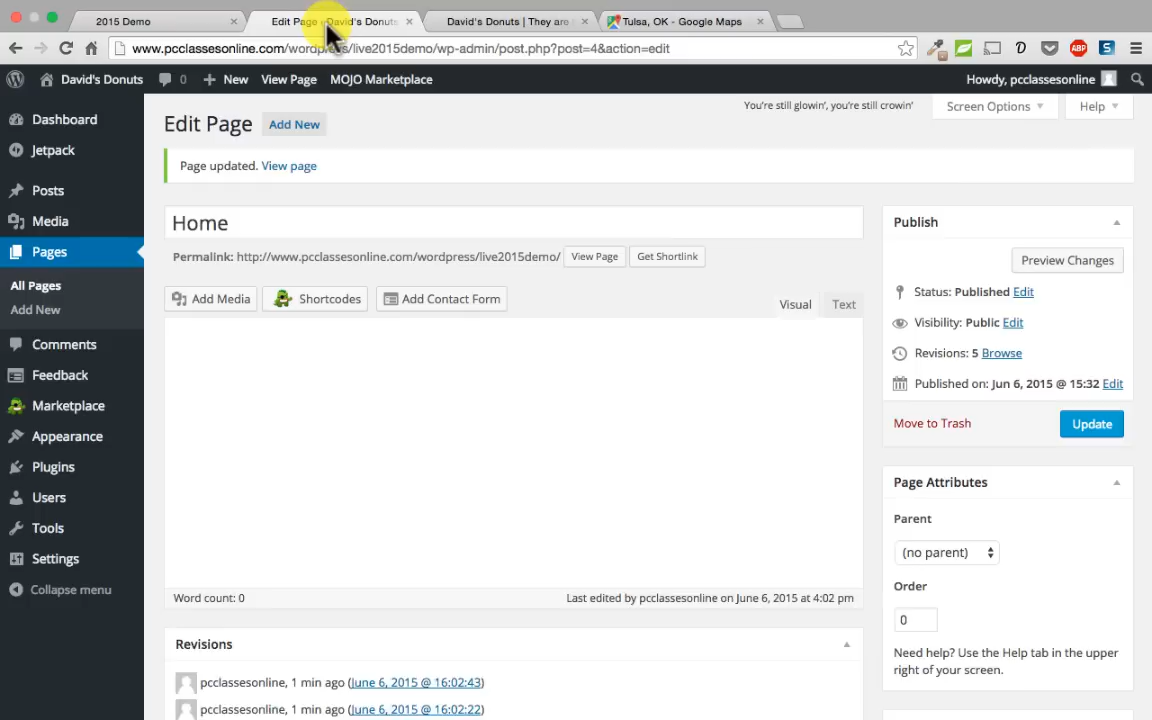 2015 Demo
Edit Page ‹ David's Donuts
David's Donuts | They are
Tulsa, OK - Google Maps
www.pcclassesonline.com/wordpress/live2015demo/wp-admin/post.php?post=4&action=edit
ABP
David's Donuts 0 New View Page MOJO Marketplace Howdy, pcclassesonline
Dashboard
Jetpack
Posts
Media
Pages
All Pages
Add New
Comments
Feedback
Marketplace
Appearance
Plugins
Users
Tools
Settings
Collapse menu
You're still glowin', you're still crowin'
Screen Options
Help
Edit Page Add New
Page updated. View page
Home
Permalink: http://www.pcclassesonline.com/wordpress/live2015demo/ View Page Get Shortlink
Add Media Shortcodes Add Contact Form
Visual Text
Word count: 0
Last edited by pcclassesonline on June 6, 2015 at 4:02 pm
Revisions
pcclassesonline, 1 min ago (June 6, 2015 @ 16:02:43)
pcclassesonline, 1 min ago (June 6, 2015 @ 16:02:22)
Publish
Preview Changes
Status: Published Edit
Visibility: Public Edit
Revisions: 5 Browse
Published on: Jun 6, 2015 @ 15:32 Edit
Move to Trash
Update
Page Attributes
Parent
(no parent)
Order
0
Need help? Use the Help tab in the upper
right of your screen.